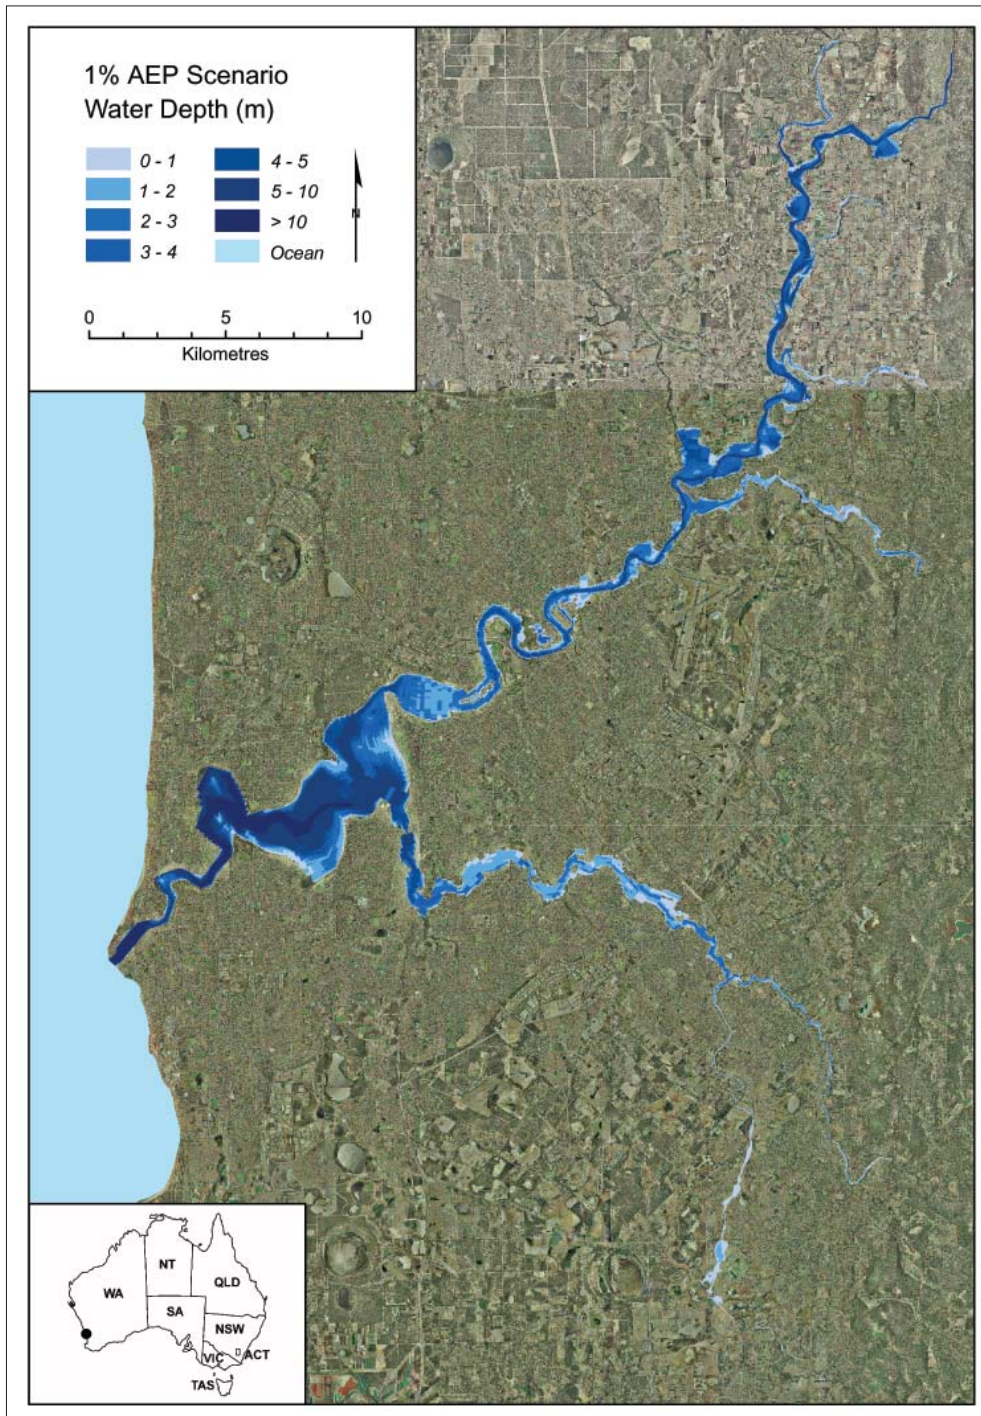 1% AEP Scenario
Water Depth (m)
0 - 1
1 - 2
2 - 3
3 - 4
4 - 5
5 - 10
> 10
Ocean
N
0 5 10
Kilometres
NT
WA
QLD
SA
NSW
ACT
VIC
TAS